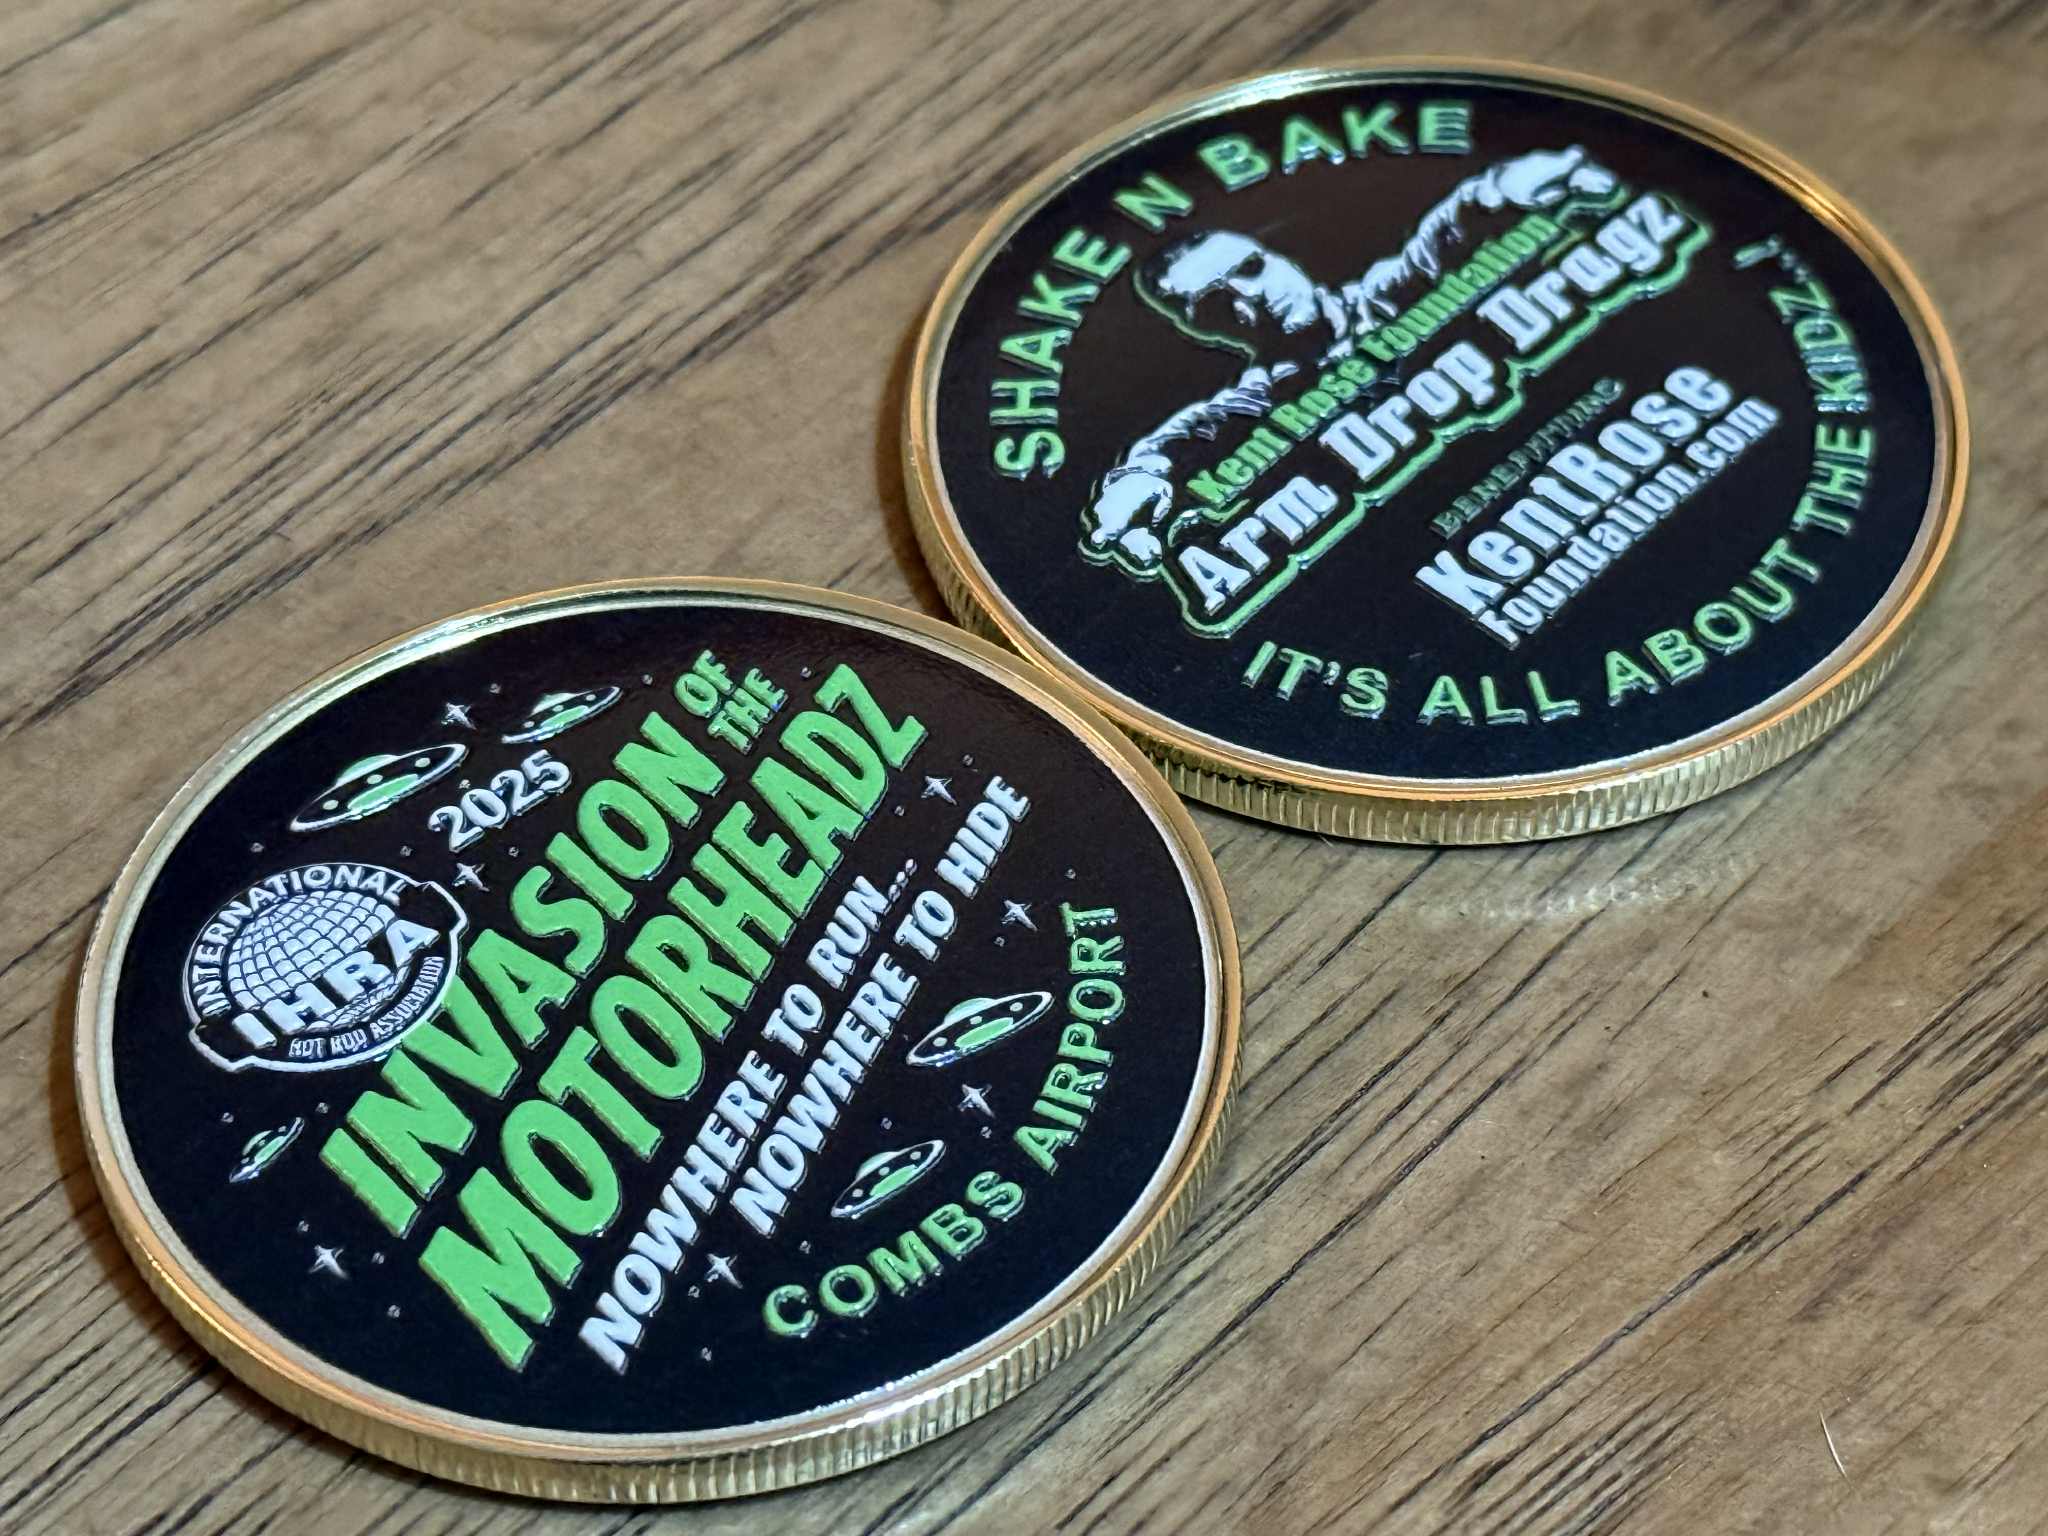 SHAKE N BAKE
Kent Rose Foundation
Arm Drop Dragz
BENEFITTING
KentRose
Foundation.com
IT'S ALL ABOUT THE KIDZ...!
2025
INTERNATIONAL
IHRA
HOT ROD ASSOCIATION
INVASION OF THE
MOTORHEADZ
NOWHERE TO RUN...
NOWHERE TO HIDE
COMBS AIRPORT